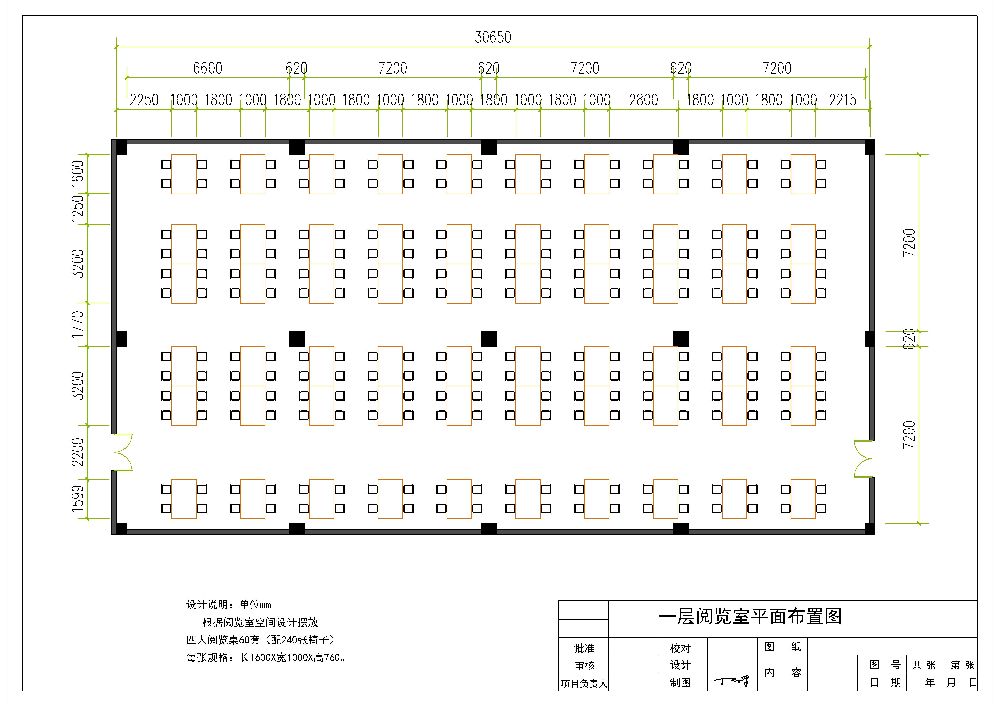 30650
6600 620 7200 620 7200 620 7200
2250 1000 1800 1000 1800 1000 1800 1000 1800 1000 1800 1000 1800 1000 2800 1800 1000 1800 1000 2215
1600
1250
3200
1770
3200
2200
1599
7200
620
7200
设计说明：单位mm
根据阅览室空间设计摆放
四人阅览桌60套（配240张椅子）
每张规格：长1600X宽1000X高760。
一层阅览室平面布置图
批准 校对 图 纸
审核 设计 内 容 图 号 共 张 第 张
项目负责人 制图 日 期 年 月 日